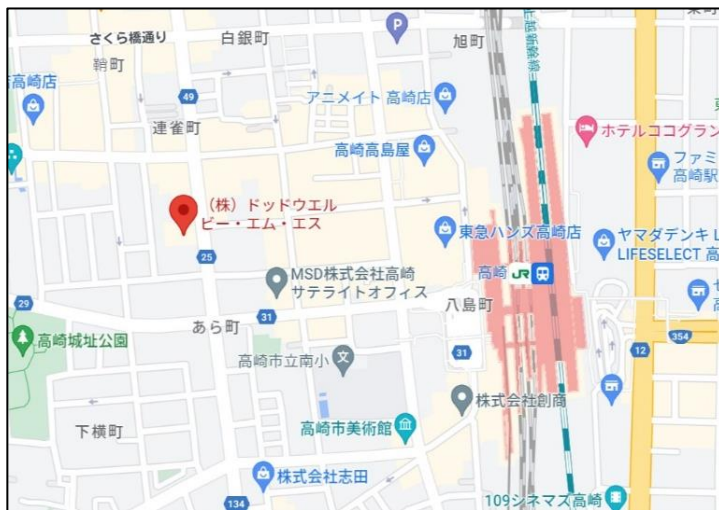 さくら橋通り
白銀町
P
旭町
上越新幹線
鞘町
高崎店
49
アニメイト 高崎店
連雀町
高崎高島屋
ホテルココグラン
ファミ
高崎駅
(株)ドッドウエル
ビー・エム・エス
25
東急ハンズ高崎店
ヤマダデンキ L
LIFESELECT 高
MSD株式会社高崎
サテライトオフィス
高崎 JR
29
八島町
31
あら町
高崎城址公園
354
12
31
高崎市立南小
文
株式会社創商
下横町
高崎市美術館
株式会社志田
134
109シネマズ高崎